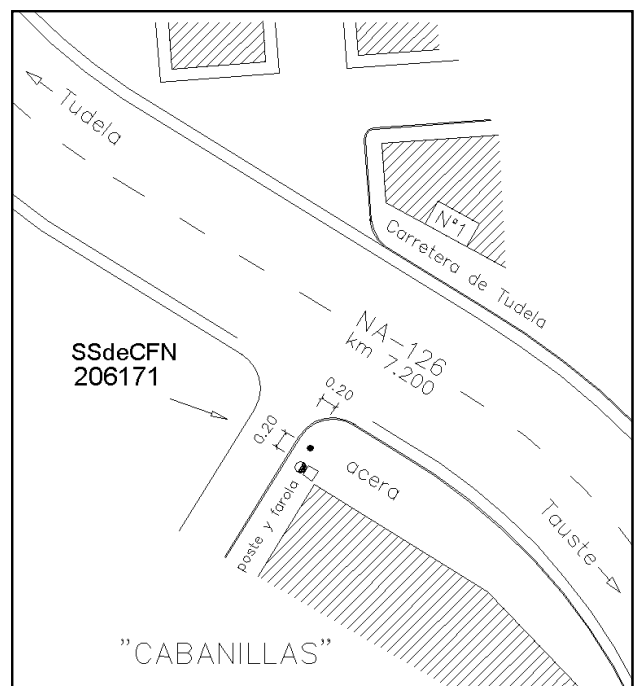 Tudela
Nº1
Carretera de Tudela
NA-126
km 7.200
SSdeCFN
206171
0.20
0.20
acera
poste y farola
Tauste
"CABANILLAS"